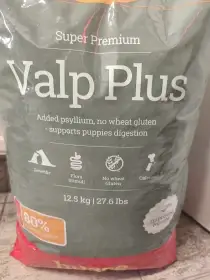 Super Premium
Valp Plus
Added psyllium, no wheat gluten
- supports puppies digestion
No wheat
Gluten
12.5 kg | 27.6 lbs
80%